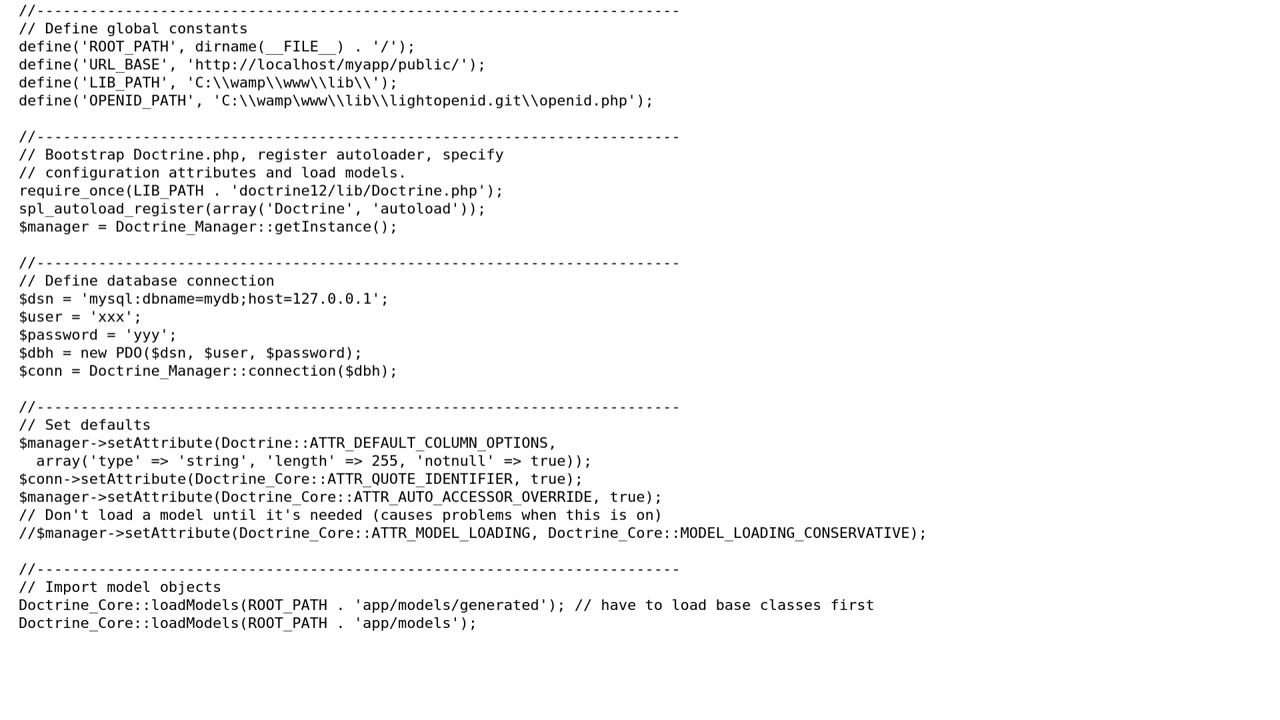 //-------------------------------------------------------------------------
// Define global constants
define('ROOT_PATH', dirname(__FILE__) . '/');
define('URL_BASE', 'http://localhost/myapp/public/');
define('LIB_PATH', 'C:\\wamp\\www\\lib\\');
define('OPENID_PATH', 'C:\\wamp\www\\lib\\lightopenid.git\\openid.php');

//-------------------------------------------------------------------------
// Bootstrap Doctrine.php, register autoloader, specify
// configuration attributes and load models.
require_once(LIB_PATH . 'doctrine12/lib/Doctrine.php');
spl_autoload_register(array('Doctrine', 'autoload'));
$manager = Doctrine_Manager::getInstance();

//-------------------------------------------------------------------------
// Define database connection
$dsn = 'mysql:dbname=mydb;host=127.0.0.1';
$user = 'xxx';
$password = 'yyy';
$dbh = new PDO($dsn, $user, $password);
$conn = Doctrine_Manager::connection($dbh);

//-------------------------------------------------------------------------
// Set defaults
$manager->setAttribute(Doctrine::ATTR_DEFAULT_COLUMN_OPTIONS,
  array('type' => 'string', 'length' => 255, 'notnull' => true));
$conn->setAttribute(Doctrine_Core::ATTR_QUOTE_IDENTIFIER, true);
$manager->setAttribute(Doctrine_Core::ATTR_AUTO_ACCESSOR_OVERRIDE, true);
// Don't load a model until it's needed (causes problems when this is on)
//$manager->setAttribute(Doctrine_Core::ATTR_MODEL_LOADING, Doctrine_Core::MODEL_LOADING_CONSERVATIVE);

//-------------------------------------------------------------------------
// Import model objects
Doctrine_Core::loadModels(ROOT_PATH . 'app/models/generated'); // have to load base classes first
Doctrine_Core::loadModels(ROOT_PATH . 'app/models');